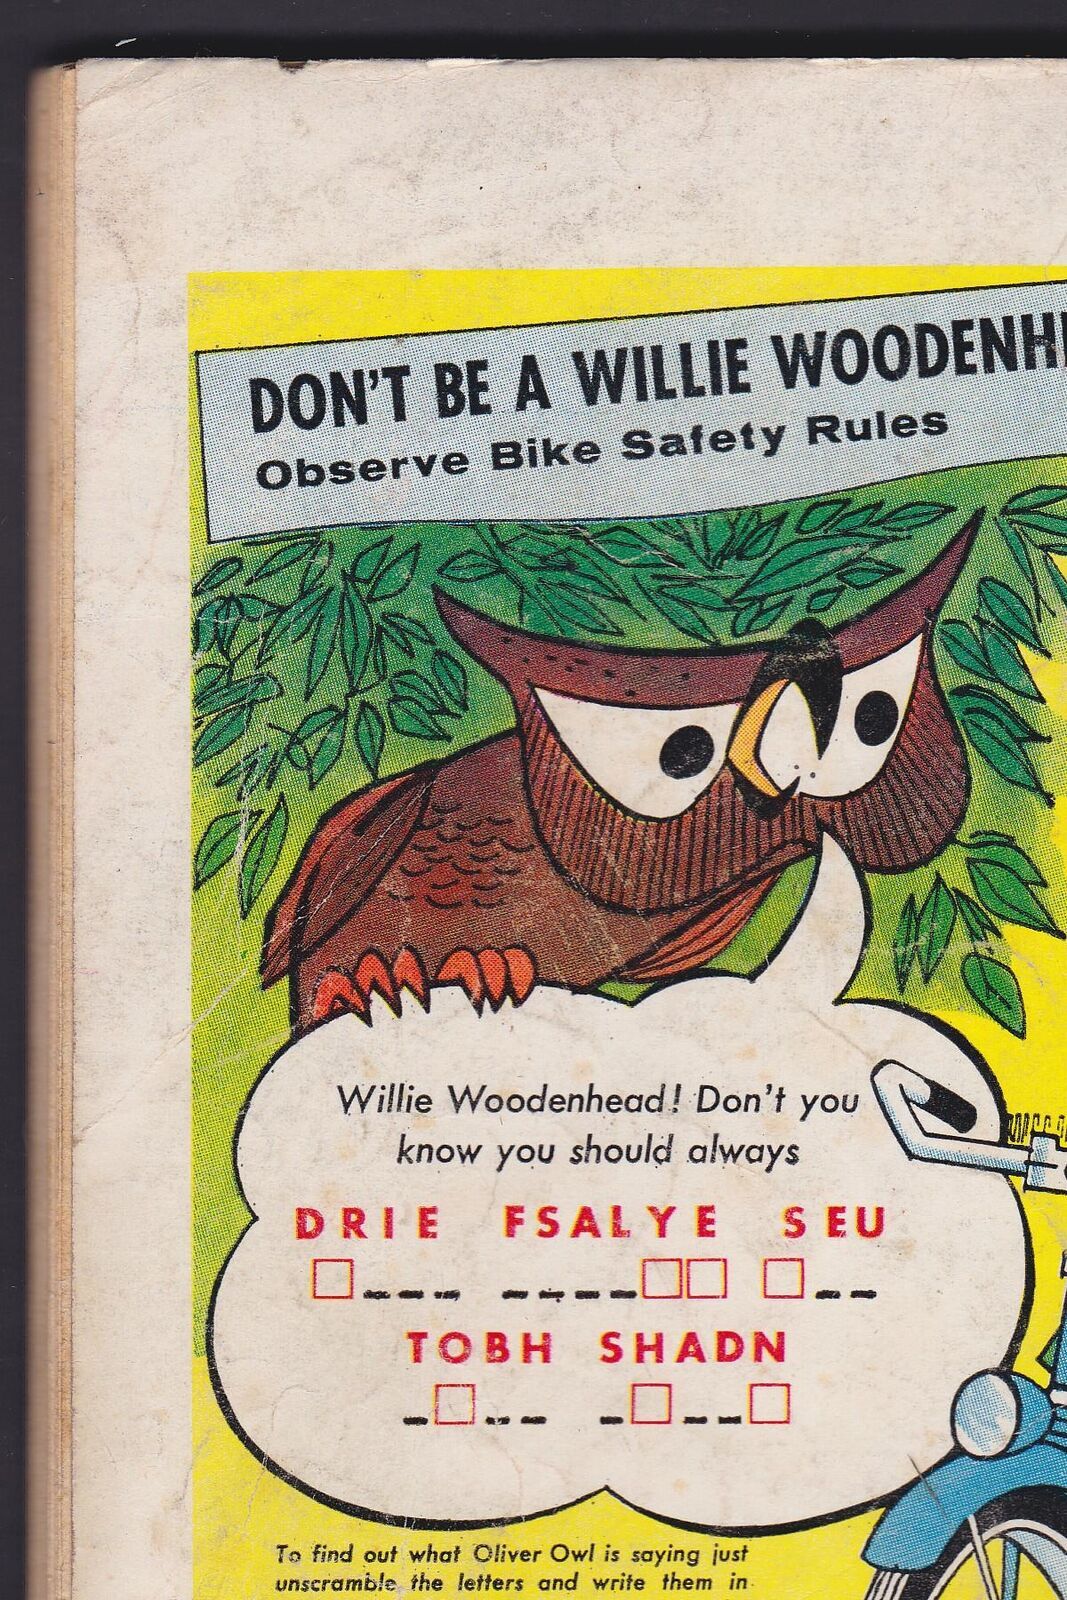 DON'T BE A WILLIE
Observe Bike Safety Rules
Willie Woodenhead! Don't you
know you should always
DRIE FSALYE SEU
TOBH SHADN
To find out what Oliver Owl is saying just
unscramble the letters and write them in